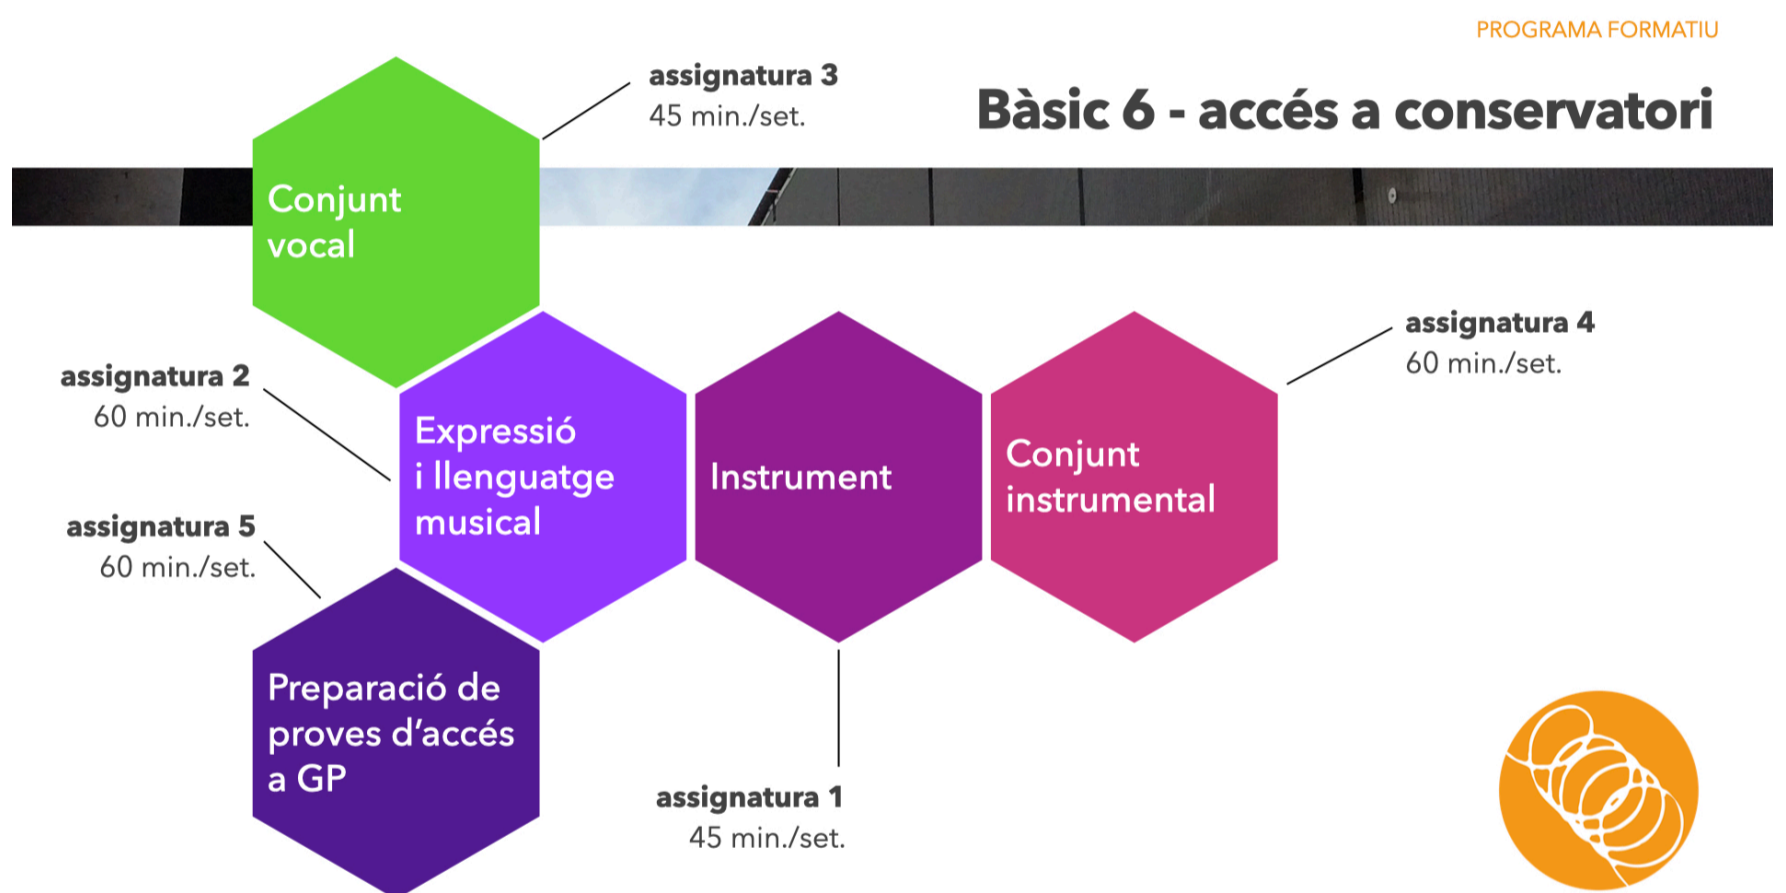 PROGRAMA FORMATIU
Bàsic 6 - accés a conservatori
assignatura 3
45 min./set.
Conjunt
vocal
assignatura 4
60 min./set.
assignatura 2
60 min./set.
Expressió
i llenguatge
musical
Instrument
Conjunt
instrumental
assignatura 5
60 min./set.
Preparació de
proves d’accés
a GP
assignatura 1
45 min./set.